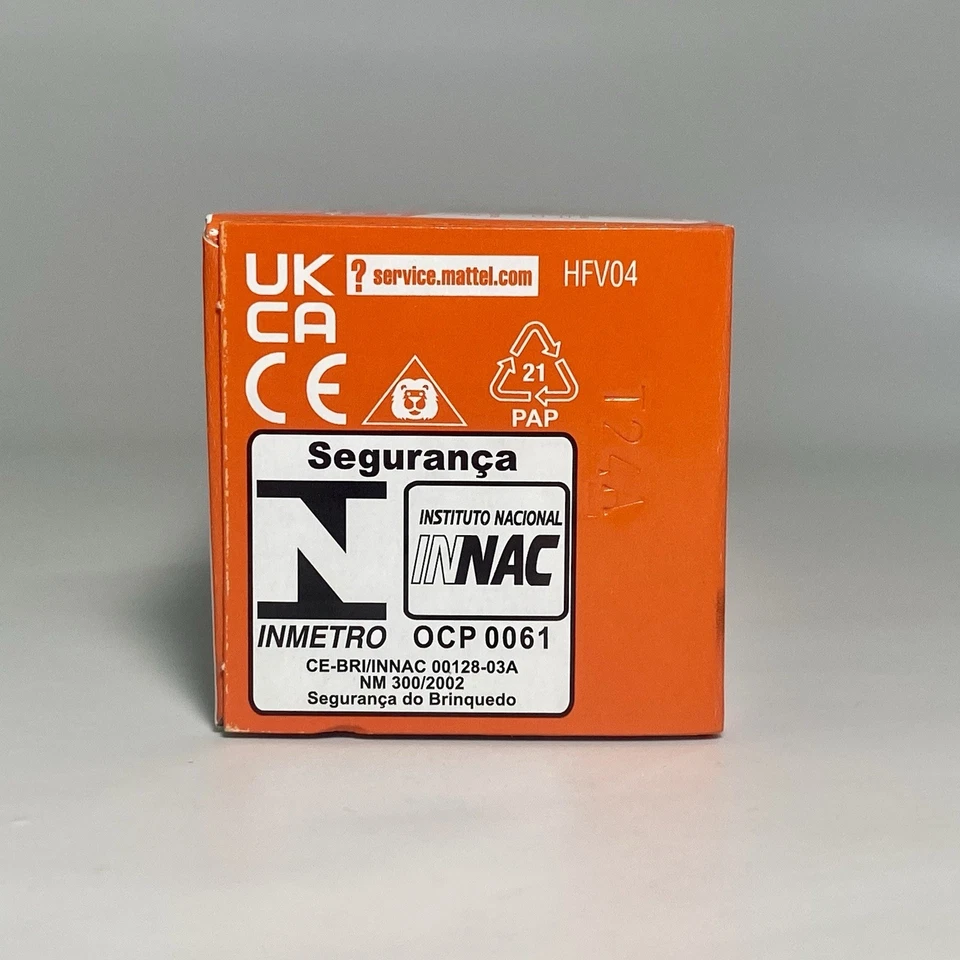 UK
CA
? service.mattel.com
HFV04
CE
21
PAP
T24A
Segurança
N
INMETRO
INSTITUTO NACIONAL
INNAC
OCP 0061
CE-BRI/INNAC 00128-03A
NM 300/2002
Segurança do Brinquedo